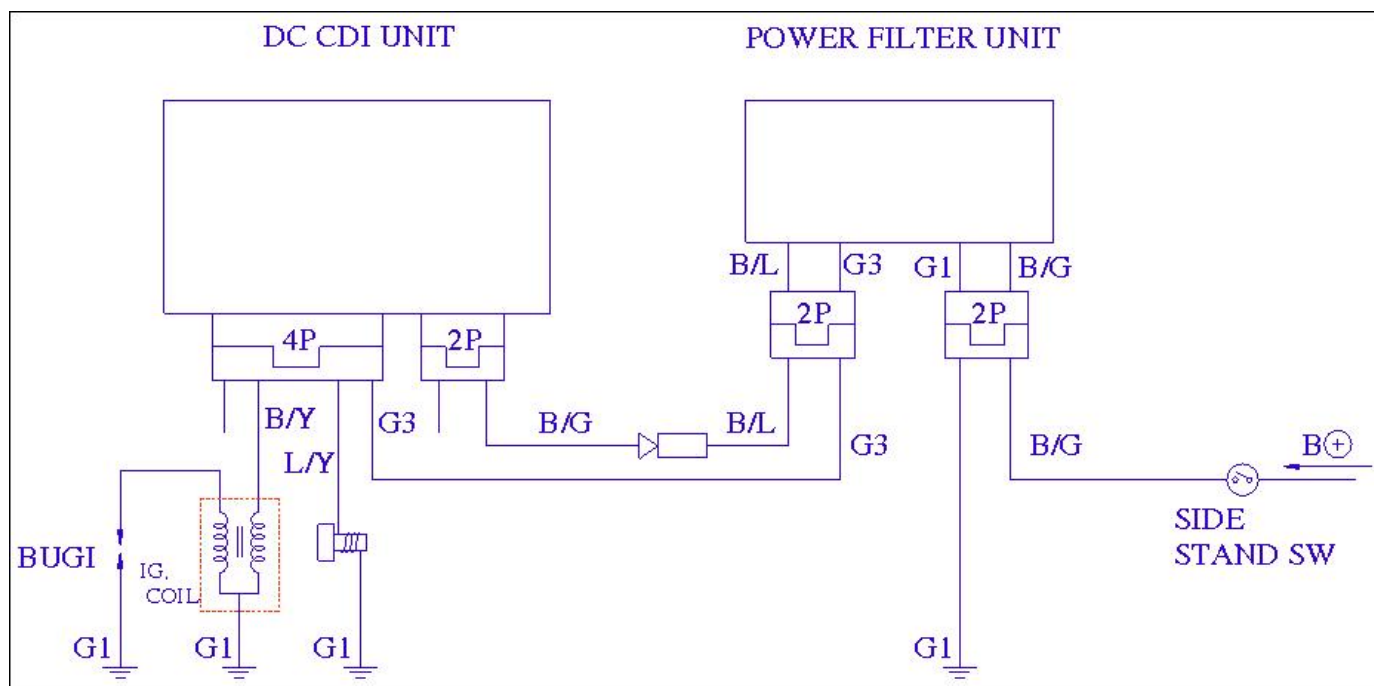 DC CDI UNIT
POWER FILTER UNIT
B/L
G3
G1
B/G
4P
2P
2P
2P
B/Y
G3
B/G
B/L
L/Y
G3
B/G
B+
SIDE
STAND SW
BUGI
IG.
COIL
G1
G1
G1
G1